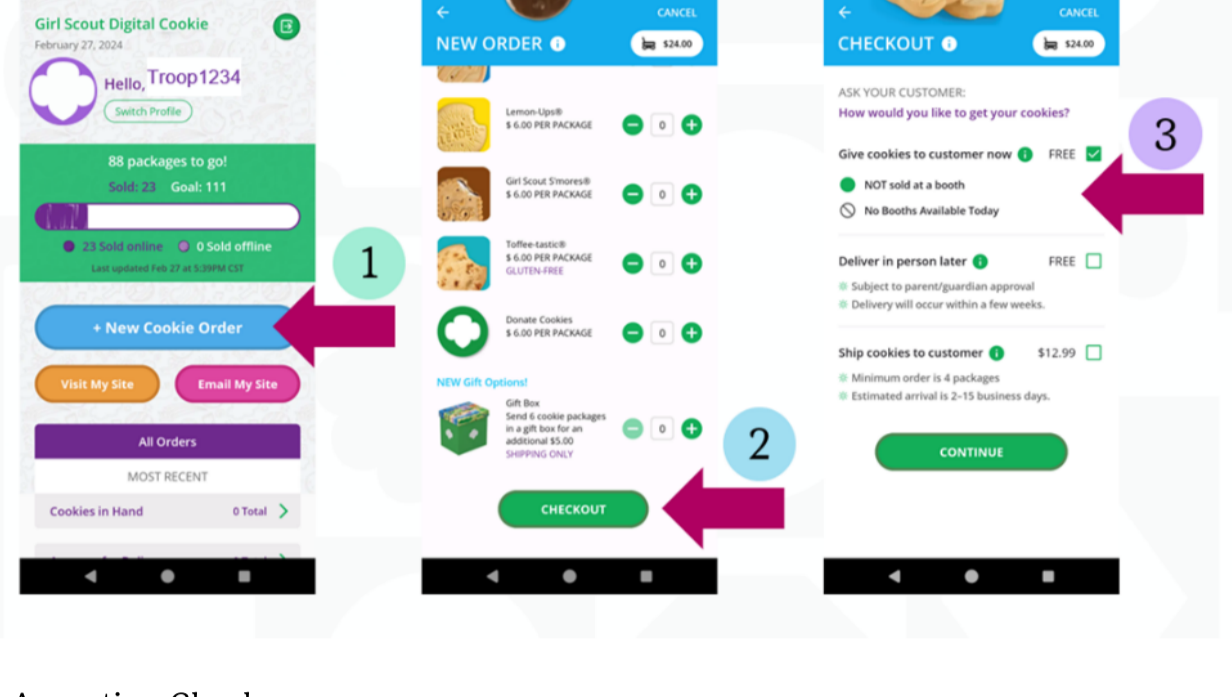 Girl Scout Digital Cookie
February 27, 2024
Hello, Troop1234
Switch Profile
88 packages to go!
Sold: 23 Goal: 111
23 Sold online 0 Sold offline
Last updated Feb 27 at 5:39PM CST
+ New Cookie Order
Visit My Site Email My Site
All Orders
MOST RECENT
Cookies in Hand 0 Total
1
CANCEL
NEW ORDER $24.00
Lemon-Ups®
$ 6.00 PER PACKAGE 0
Girl Scout S'mores®
$ 6.00 PER PACKAGE 0
Toffee-tastic®
$ 6.00 PER PACKAGE 0
GLUTEN-FREE
Donate Cookies
$ 6.00 PER PACKAGE 0
NEW Gift Options!
Gift Box
Send 6 cookie packages
in a gift box for an 0
additional $5.00
SHIPPING ONLY
CHECKOUT
2
CANCEL
CHECKOUT $24.00
ASK YOUR CUSTOMER:
How would you like to get your cookies?
Give cookies to customer now FREE
NOT sold at a booth
No Booths Available Today
Deliver in person later FREE
Subject to parent/guardian approval
Delivery will occur within a few weeks.
Ship cookies to customer $12.99
Minimum order is 4 packages
Estimated arrival is 2-15 business days.
CONTINUE
3